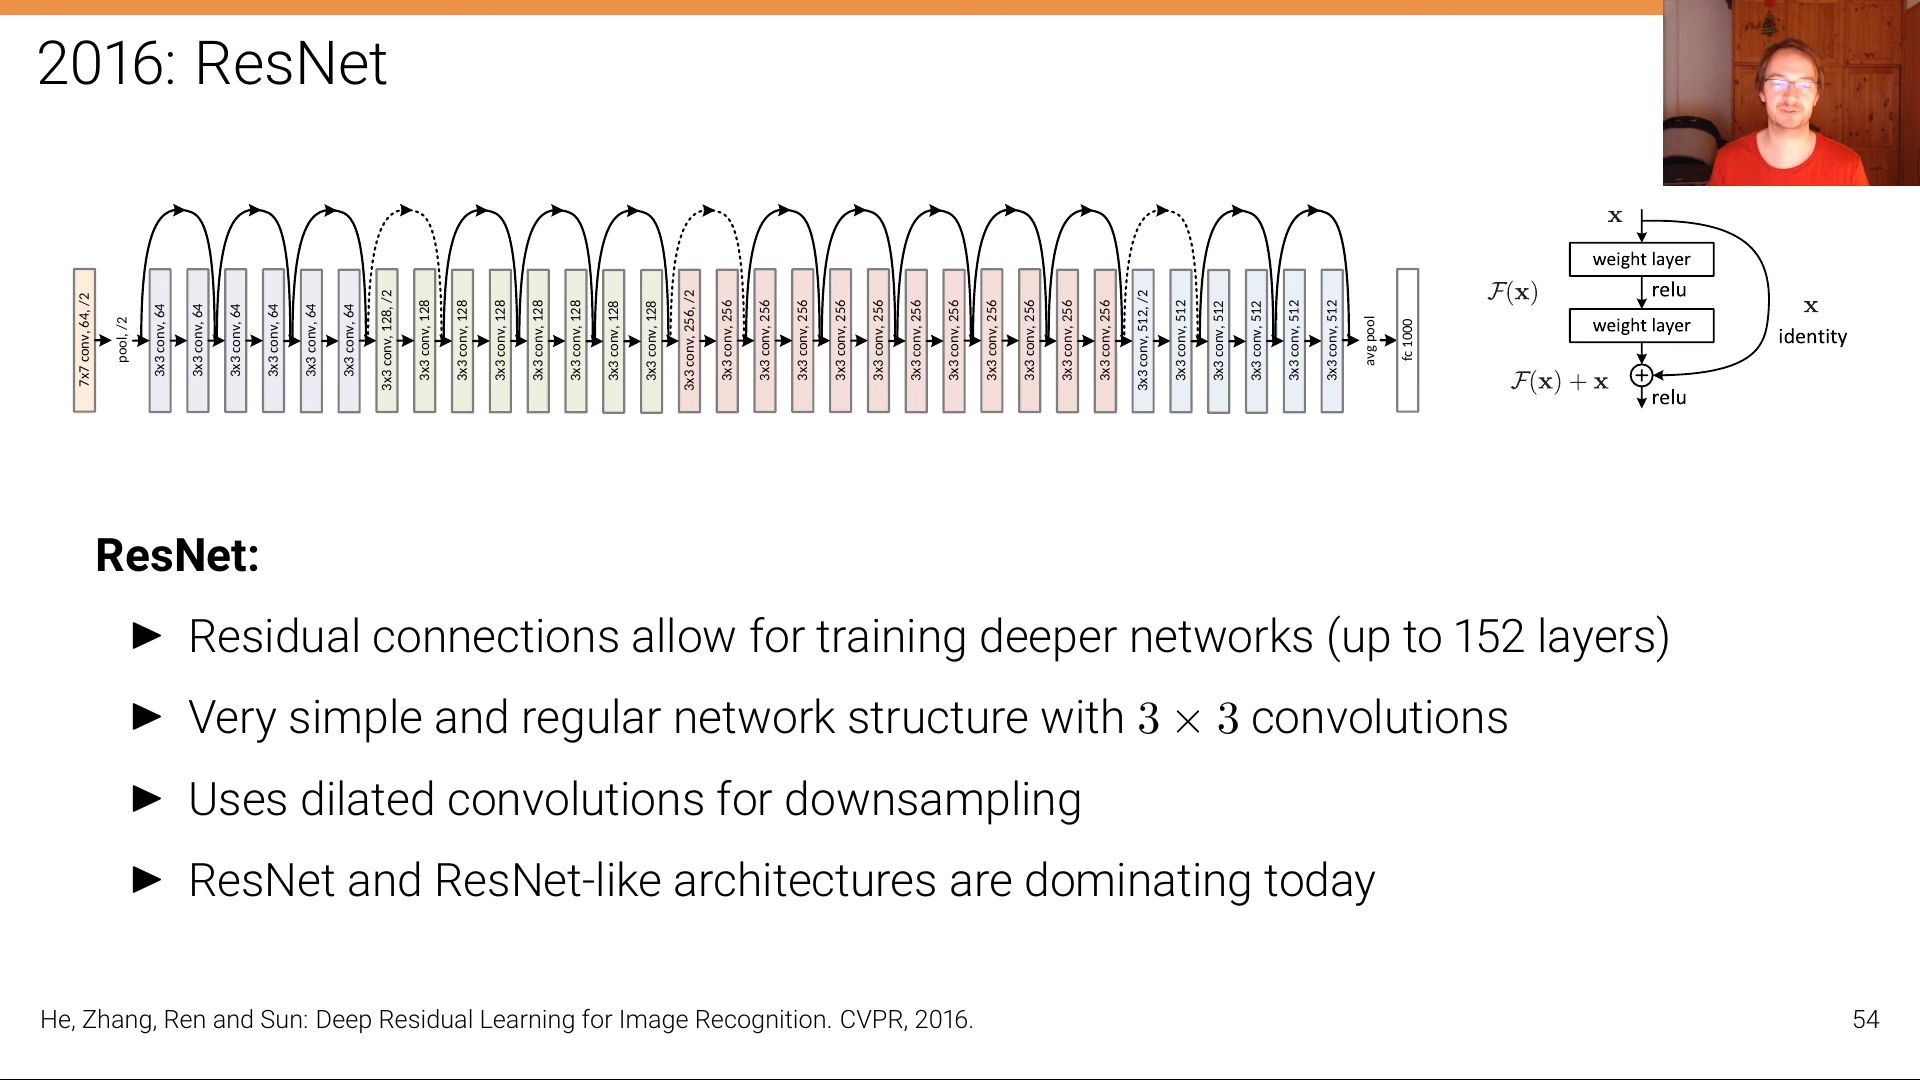 2016: ResNet
7x7 conv, 64, /2
pool, /2
3x3 conv, 64
3x3 conv, 64
3x3 conv, 64
3x3 conv, 64
3x3 conv, 64
3x3 conv, 64
3x3 conv, 128, /2
3x3 conv, 128
3x3 conv, 128
3x3 conv, 128
3x3 conv, 128
3x3 conv, 128
3x3 conv, 128
3x3 conv, 128
3x3 conv, 256, /2
3x3 conv, 256
3x3 conv, 256
3x3 conv, 256
3x3 conv, 256
3x3 conv, 256
3x3 conv, 256
3x3 conv, 256
3x3 conv, 256
3x3 conv, 256
3x3 conv, 256
3x3 conv, 256
3x3 conv, 512, /2
3x3 conv, 512
3x3 conv, 512
3x3 conv, 512
3x3 conv, 512
3x3 conv, 512
avg pool
fc 1000
x
weight layer
F(x)
relu
x
weight layer
identity
F(x) + x
+
relu
ResNet:
► Residual connections allow for training deeper networks (up to 152 layers)
► Very simple and regular network structure with 3 × 3 convolutions
► Uses dilated convolutions for downsampling
► ResNet and ResNet-like architectures are dominating today
He, Zhang, Ren and Sun: Deep Residual Learning for Image Recognition. CVPR, 2016.
54